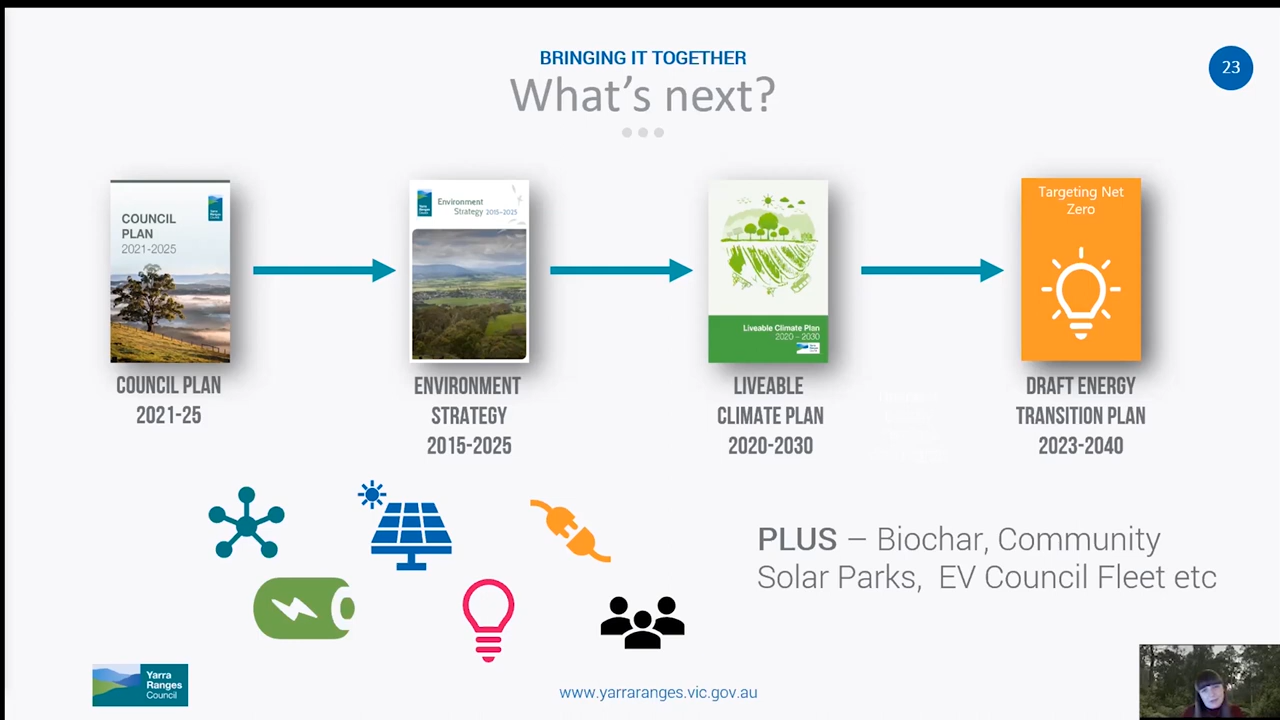 BRINGING IT TOGETHER
What's next?
23
COUNCIL
PLAN
2021-2025
Yarra
Ranges
Council
Environment
Strategy 2015-2025
Liveable Climate Plan
2020 - 2030
Targeting Net
Zero
COUNCIL PLAN
2021-25
ENVIRONMENT
STRATEGY
2015-2025
LIVEABLE
CLIMATE PLAN
2020-2030
DRAFT ENERGY
TRANSITION PLAN
2023-2040
PLUS – Biochar, Community
Solar Parks, EV Council Fleet etc
Yarra
Ranges
Council
www.yarraranges.vic.gov.au